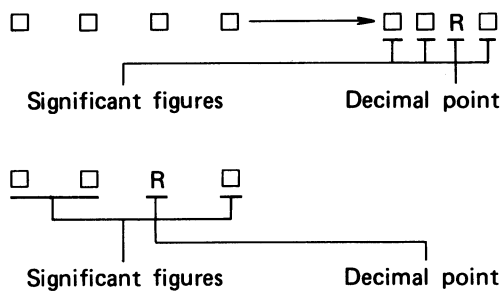 □ □ □ □ □ □ R □
Significant figures Decimal point
□ □ R □
Significant figures Decimal point